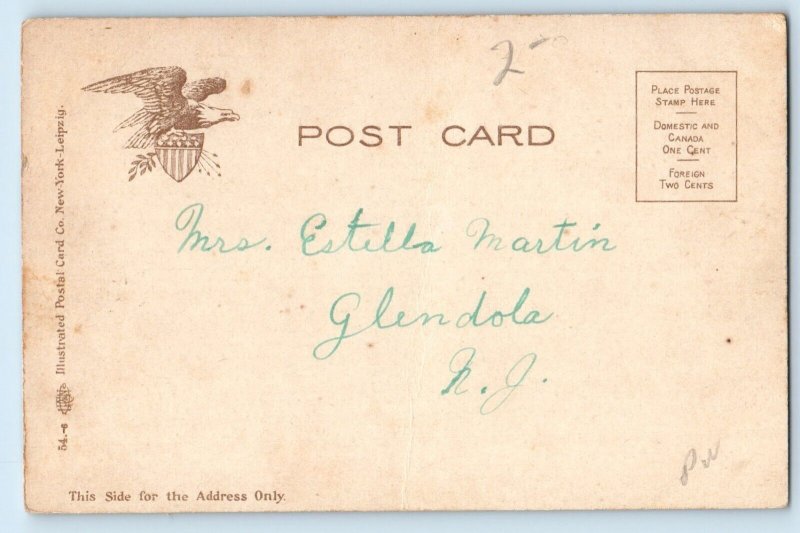 2-
POST CARD
PLACE POSTAGE
STAMP HERE
DOMESTIC AND
CANADA
ONE CENT
FOREIGN
TWO CENTS
Mrs. Estella Martin
Glendola
N. J.
54.-6 Illustrated Postal Card Co. New-York-Leipzig.
This Side for the Address Only.